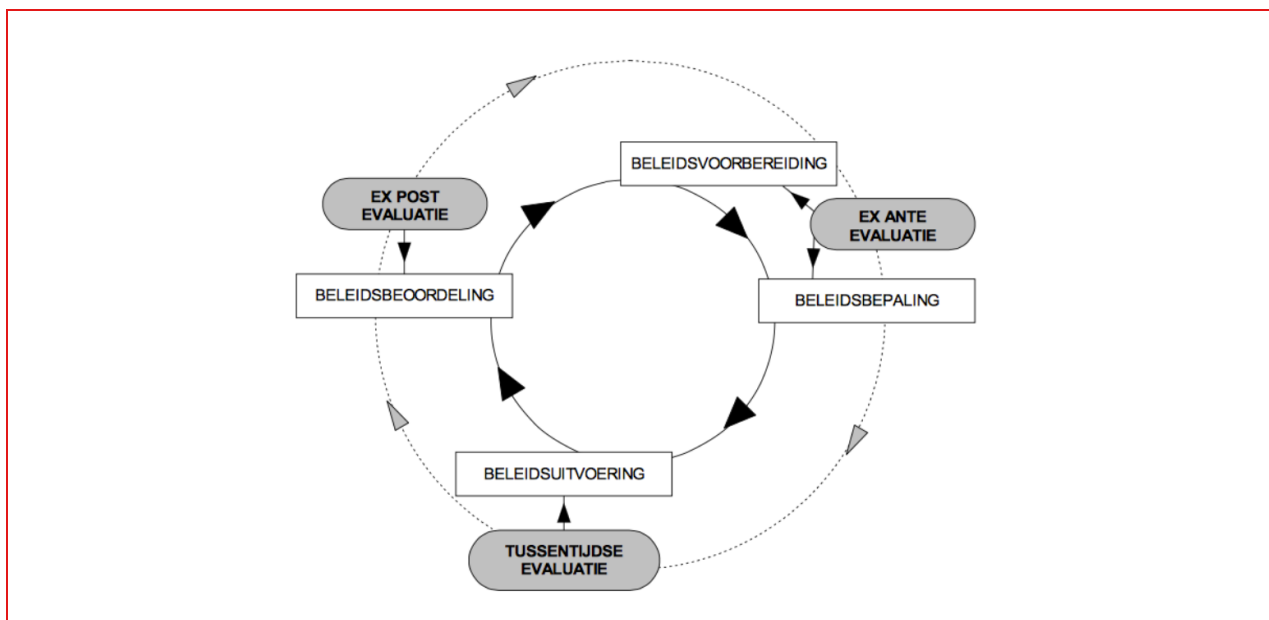 BELEIDSVOORBEREIDING
EX POST
EVALUATIE
EX ANTE
EVALUATIE
BELEIDSBEOORDELING
BELEIDSBEPALING
BELEIDSUITVOERING
TUSSENTIJDSE
EVALUATIE